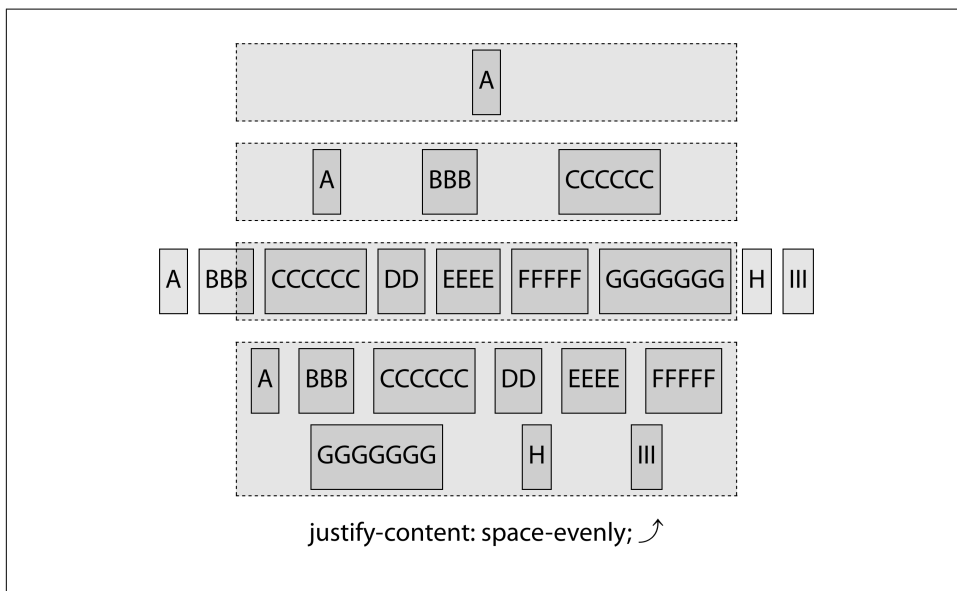 A
A BBB CCCCCC
A BBB CCCCCC DD EEEE FFFFF GGGGGGG H III
A BBB CCCCCC DD EEEE FFFFF
GGGGGGG H III
justify-content: space-evenly;